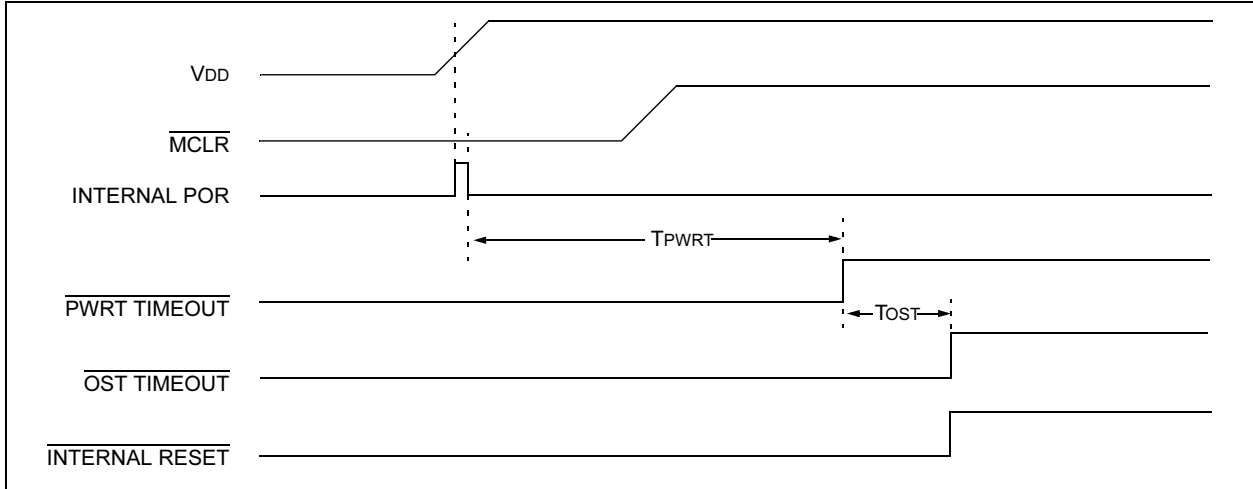 VDD
MCLR
INTERNAL POR
TPWRT
PWRT TIMEOUT
TOST
OST TIMEOUT
INTERNAL RESET